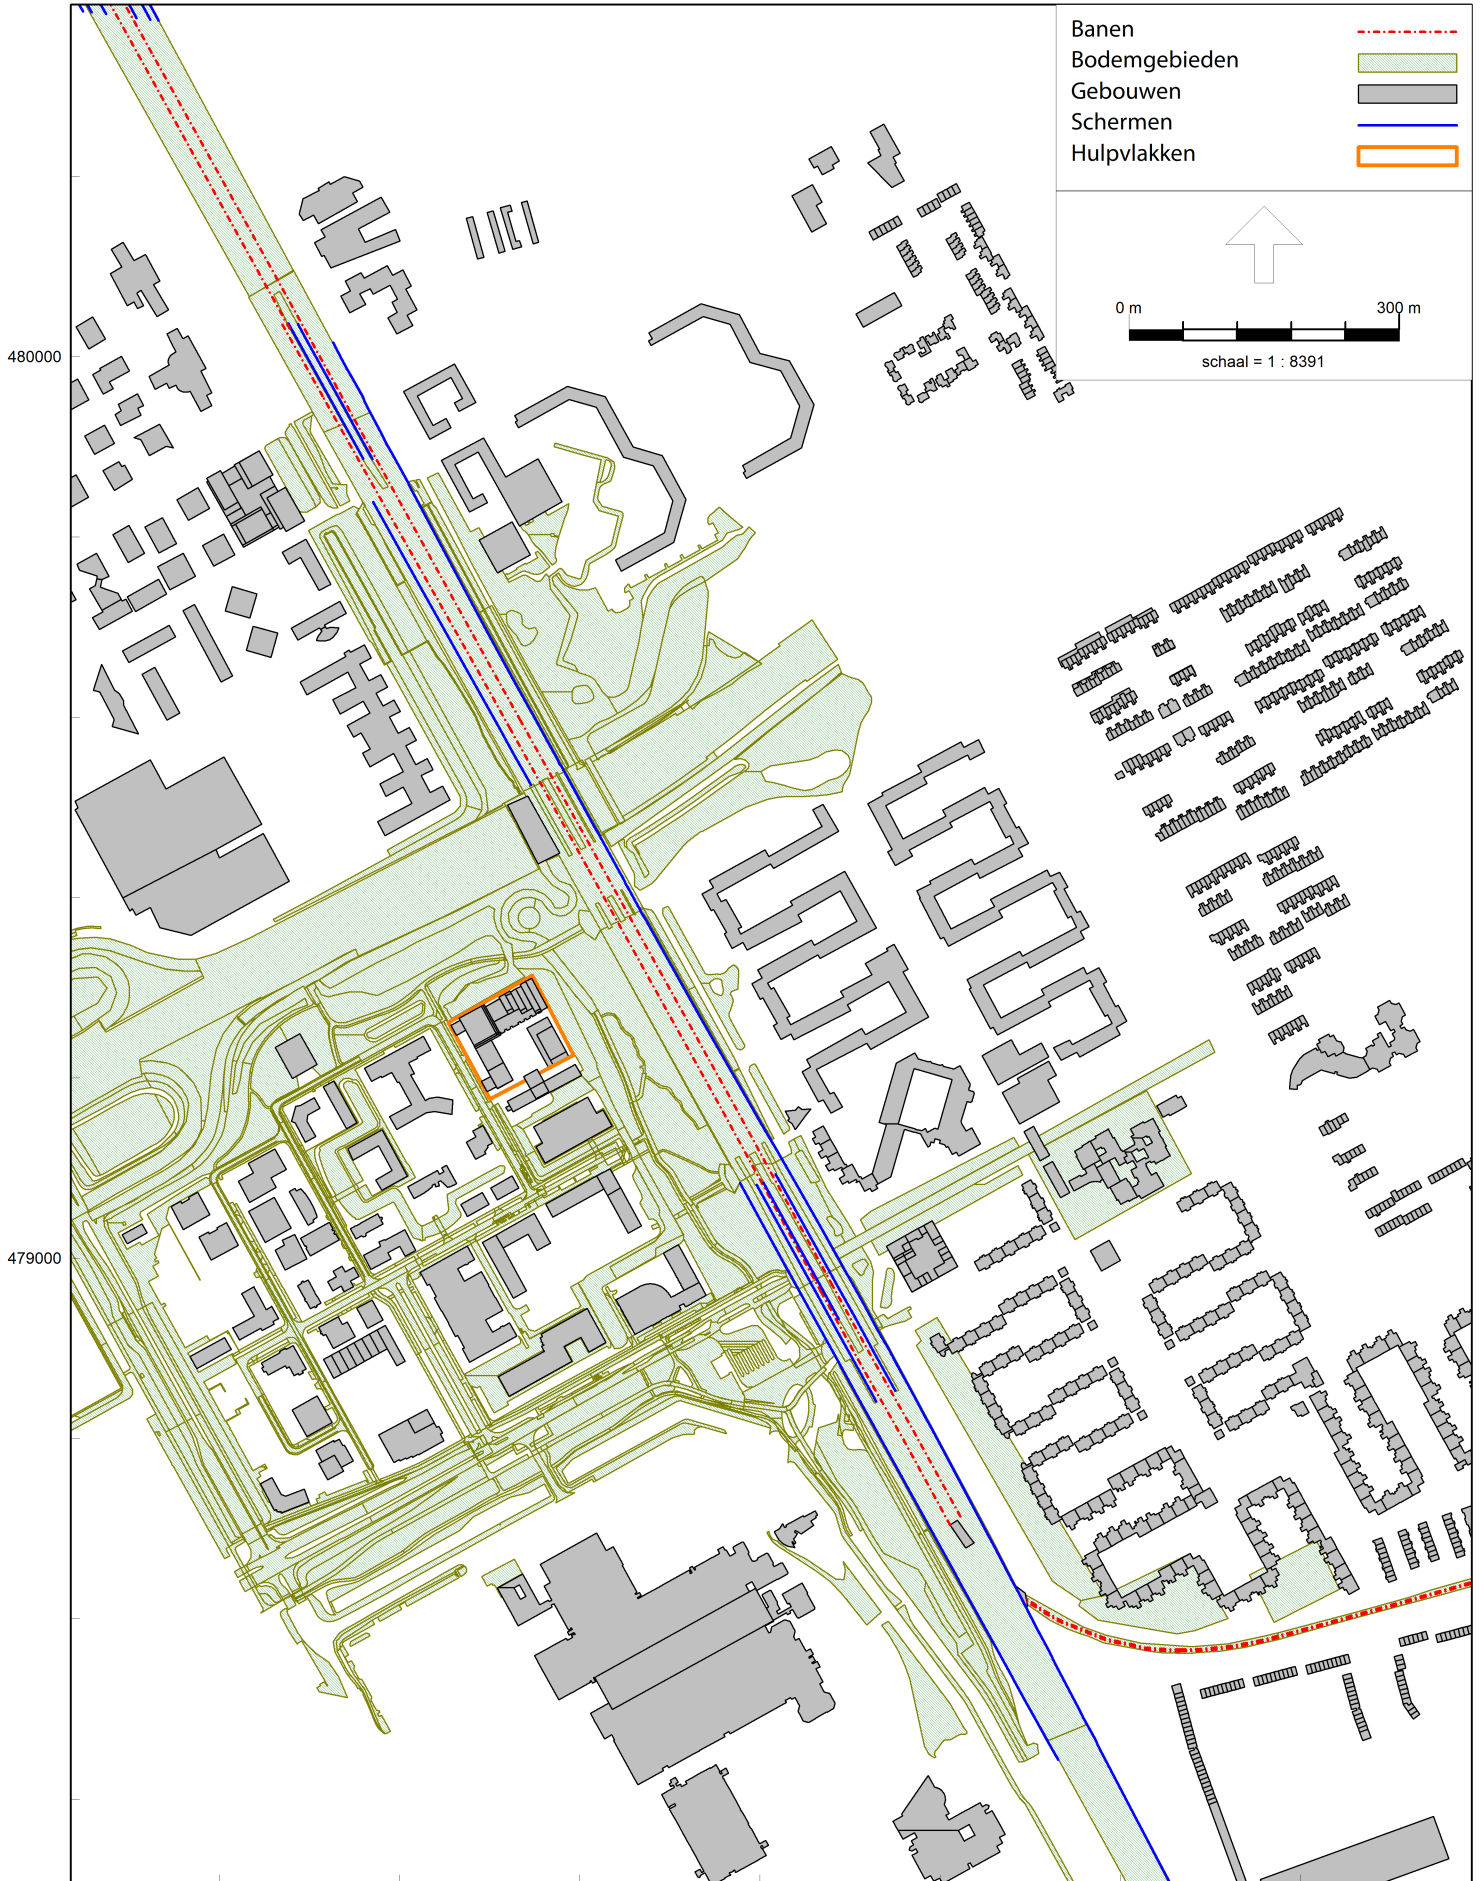 Banen
Bodemgebieden
Gebouwen
Schermen
Hulpvlakken
0 m 300 m
schaal = 1 : 8391
480000
479000